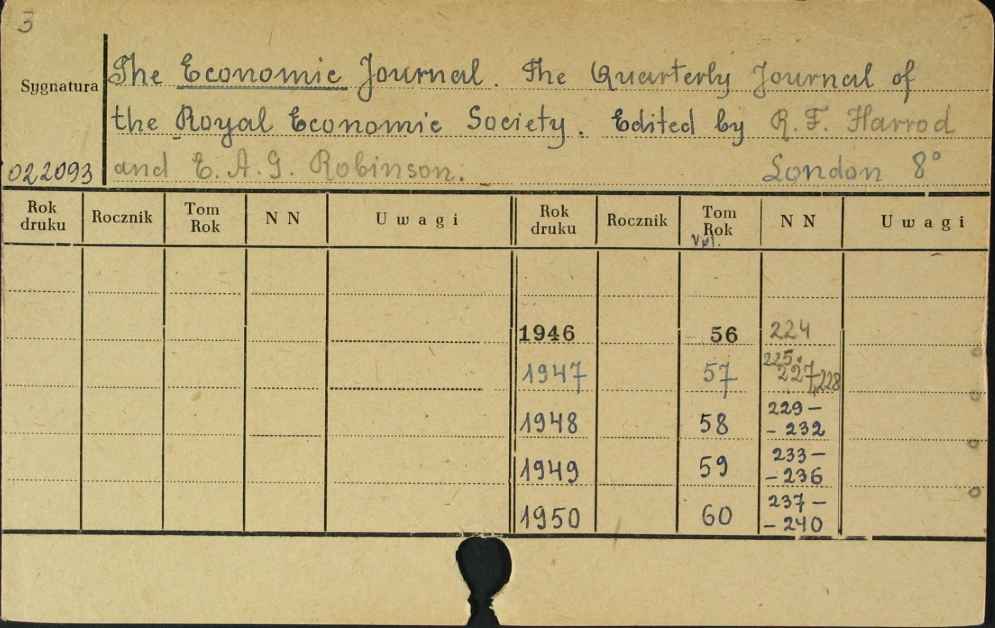 3
Sygnatura
The Economic Journal. The Quarterly Journal of
the Royal Economic Society. Edited by R.F. Harrod
022093 and E.A.G. Robinson. London 8°
Rok druku Rocznik Tom Rok N N Uwagi Rok druku Rocznik Tom Rok Vol. N N Uwagi
1946 56 224
1947 57 225. 227, 228
1948 58 229-
-232
1949 59 233-
-236
1950 60 237-
-240